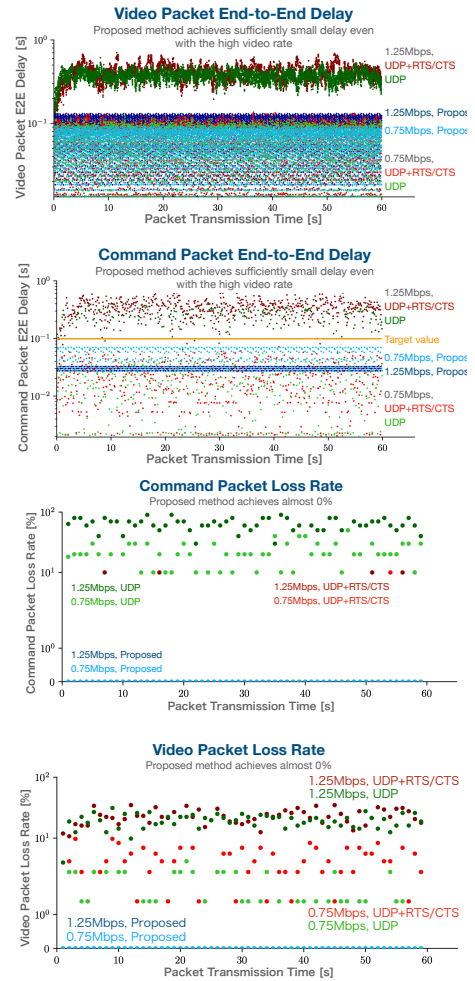 Video Packet End-to-End Delay
Proposed method achieves sufficiently small delay even
with the high video rate
Video Packet E2E Delay [s]
10⁰
10⁻¹
1.25Mbps,
UDP+RTS/CTS
UDP
1.25Mbps, Propos
0.75Mbps, Propos
0.75Mbps,
UDP+RTS/CTS
UDP
0 10 20 30 40 50 60
Packet Transmission Time [s]
Command Packet End-to-End Delay
Proposed method achieves sufficiently small delay even
with the high video rate
Command Packet E2E Delay [s]
10⁰
10⁻¹
10⁻²
1.25Mbps,
UDP+RTS/CTS
UDP
Target value
0.75Mbps, Propos
1.25Mbps, Propos
0.75Mbps,
UDP+RTS/CTS
UDP
0 10 20 30 40 50 60
Packet Transmission Time [s]
Command Packet Loss Rate
Proposed method achieves almost 0%
Command Packet Loss Rate [%]
10²
10¹
10⁰
0
1.25Mbps, UDP
0.75Mbps, UDP
1.25Mbps, UDP+RTS/CTS
0.75Mbps, UDP+RTS/CTS
1.25Mbps, Proposed
0.75Mbps, Proposed
0 10 20 30 40 50 60
Packet Transmission Time [s]
Video Packet Loss Rate
Proposed method achieves almost 0%
Video Packet Loss Rate [%]
10²
10¹
10⁰
0
1.25Mbps, UDP+RTS/CTS
1.25Mbps, UDP
0.75Mbps, UDP+RTS/CTS
0.75Mbps, UDP
1.25Mbps, Proposed
0.75Mbps, Proposed
0 10 20 30 40 50 60
Packet Transmission Time [s]